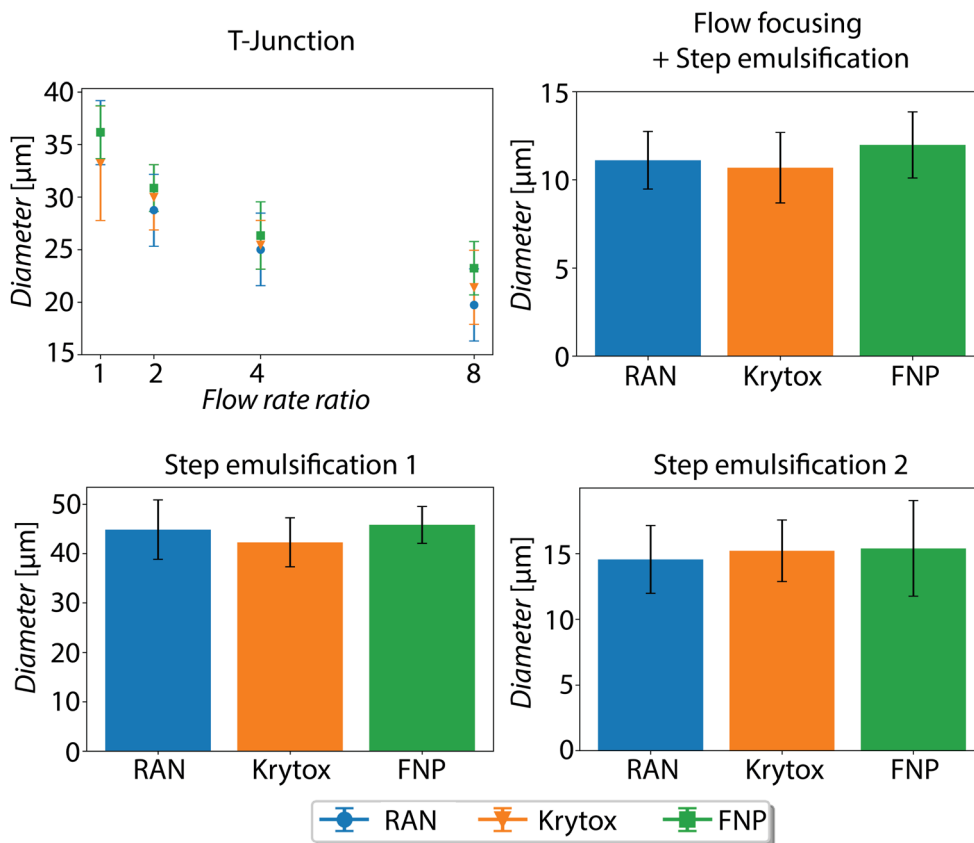 T-Junction
Diameter [µm]
40
35
30
25
20
15
1 2 4 8
Flow rate ratio
Flow focusing
+ Step emulsification
Diameter [µm]
15
10
5
0
RAN Krytox FNP
Step emulsification 1
Diameter [µm]
50
40
30
20
10
0
RAN Krytox FNP
Step emulsification 2
Diameter [µm]
15
10
5
0
RAN Krytox FNP
RAN Krytox FNP